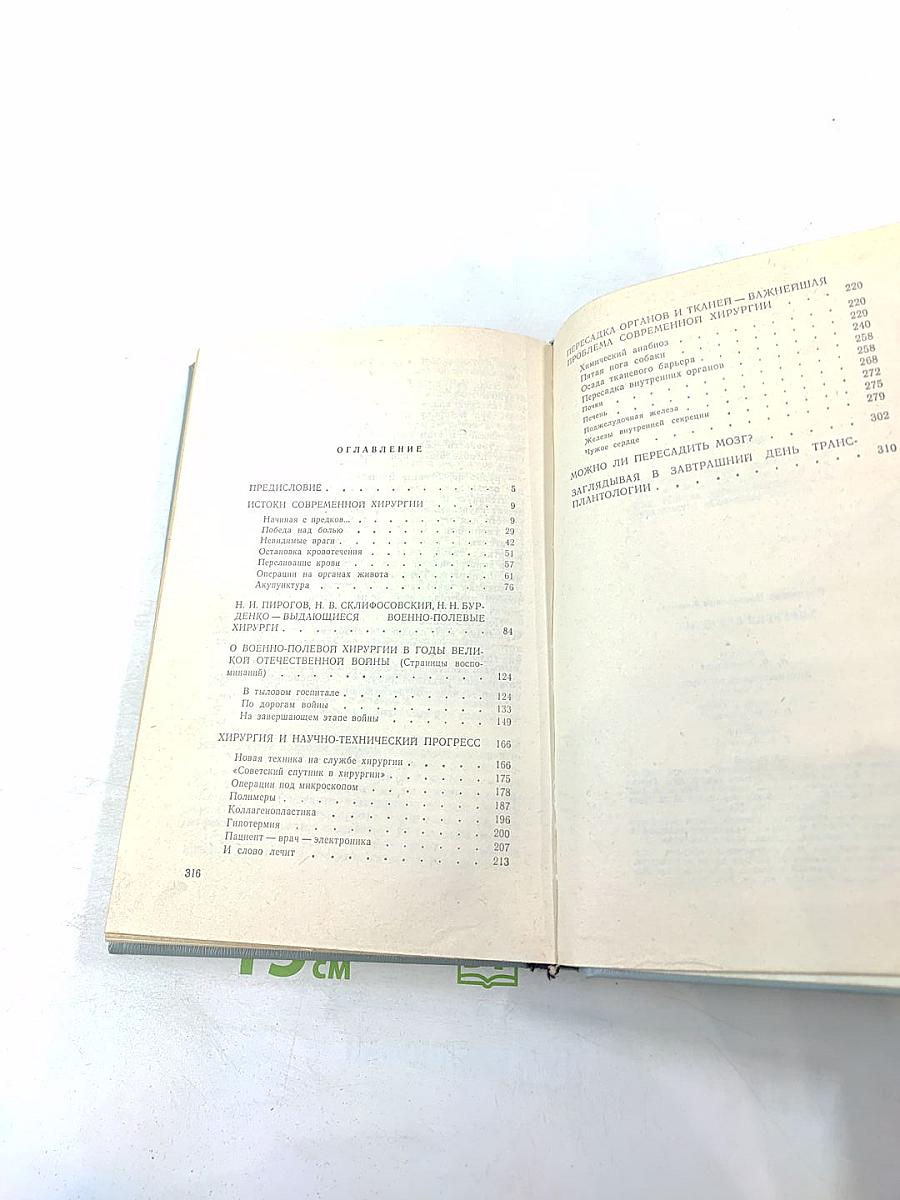 ОГЛАВЛЕНИЕ
ПРЕДИСЛОВИЕ . . . . . . . . . . . 5
ИСТОКИ СОВРЕМЕННОЙ ХИРУРГИИ . . . . 9
Начиная с предков... . . . . . . . . . 9
Победа над болью . . . . . . . . . 29
Невидимые враги . . . . . . . . . 42
Остановка кровотечения . . . . . . . . 51
Переливание крови . . . . . . . . . 57
Операции на органах живота . . . . . . 61
Акупунктура . . . . . . . . . . 76
Н. И. ПИРОГОВ, Н. В. СКЛИФОСОВСКИЙ, Н. Н. БУР-
ДЕНКО — ВЫДАЮЩИЕСЯ ВОЕННО-ПОЛЕВЫЕ
ХИРУРГИ . . . . . . . . . . . . 84
О ВОЕННО-ПОЛЕВОЙ ХИРУРГИИ В ГОДЫ ВЕЛИ-
КОЙ ОТЕЧЕСТВЕННОЙ ВОЙНЫ (Страницы воспо-
минаний) . . . . . . . . . . . . 124
В тыловом госпитале . . . . . . . . 124
По дорогам войны . . . . . . . . . 133
На завершающем этапе войны . . . . . . 149
ХИРУРГИЯ И НАУЧНО-ТЕХНИЧЕСКИЙ ПРОГРЕСС 166
Новая техника на службе хирургии . . . . . 166
«Советский спутник в хирургии» . . . . . . 175
Операции под микроскопом . . . . . . . 178
Полимеры . . . . . . . . . . . 187
Коллагенопластика . . . . . . . . . 196
Гипотермия . . . . . . . . . . . 200
Пациент — врач — электроника . . . . . . 207
И слово лечит . . . . . . . . . . 213
316
ПЕРЕСАДКА ОРГАНОВ И ТКАНЕЙ — ВАЖНЕЙШАЯ
ПРОБЛЕМА СОВРЕМЕННОЙ ХИРУРГИИ . . . 220
Химический анабиоз . . . . . . . . 220
Пятая нога собаки . . . . . . . . . 229
Осада тканевого барьера . . . . . . . 240
Пересадка внутренних органов . . . . . . 258
Почки . . . . . . . . . . . . 258
Печень . . . . . . . . . . . . 268
Поджелудочная железа . . . . . . . . 272
Железы внутренней секреции . . . . . . 275
Чужое сердце . . . . . . . . . . 279
МОЖНО ЛИ ПЕРЕСАДИТЬ МОЗГ? . . . . . 302
ЗАГЛЯДЫВАЯ В ЗАВТРАШНИЙ ДЕНЬ ТРАНС-
ПЛАНТОЛОГИИ . . . . . . . . . . 310
15 СМ